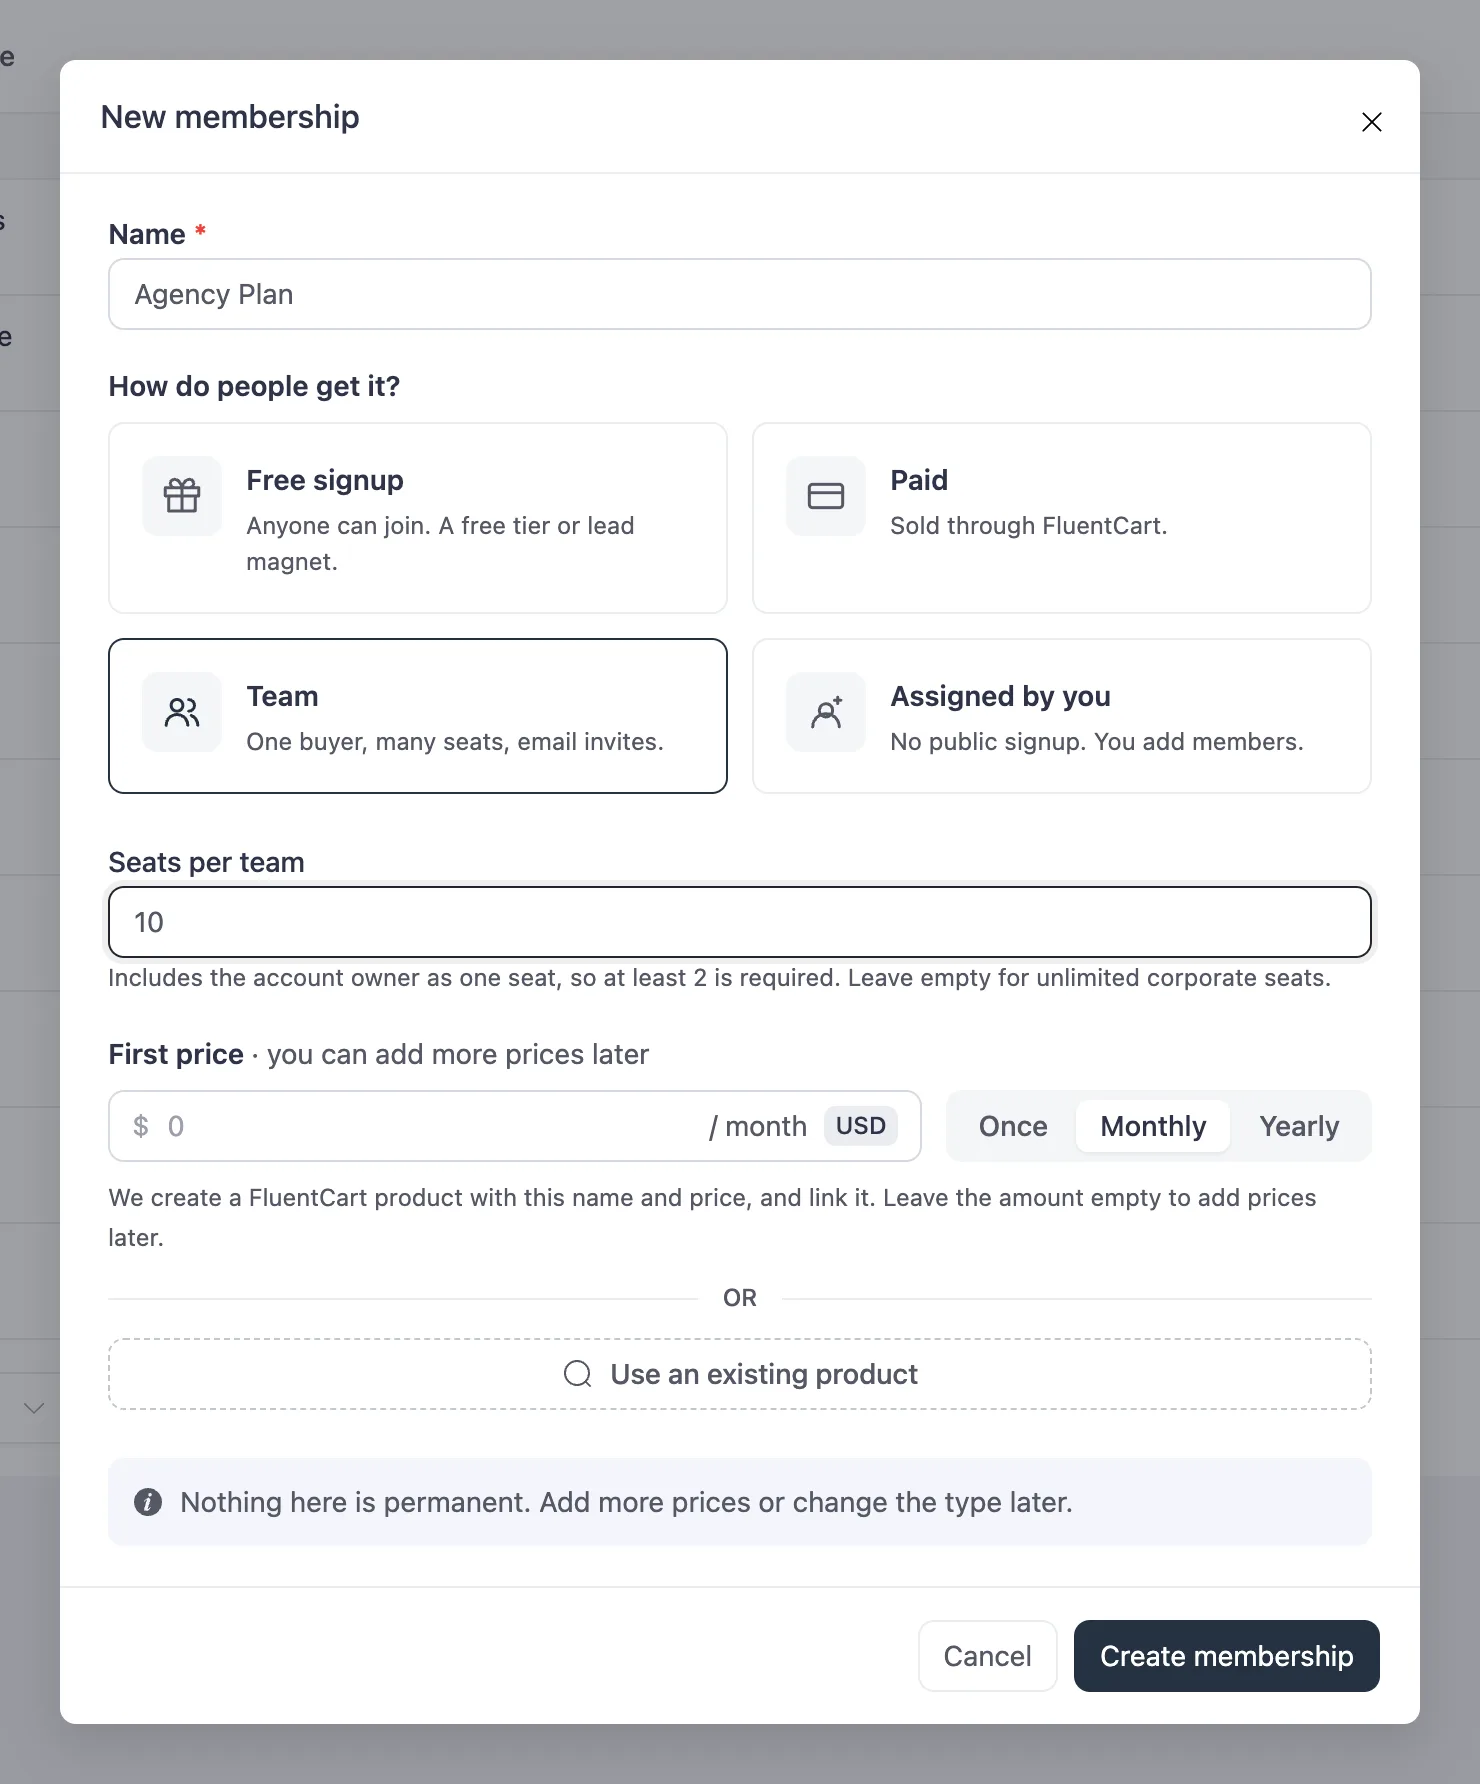 New membership
Name *
Agency Plan
How do people get it?
Free signup
Anyone can join. A free tier or lead
magnet.
Paid
Sold through FluentCart.
Team
One buyer, many seats, email invites.
Assigned by you
No public signup. You add members.
Seats per team
10
Includes the account owner as one seat, so at least 2 is required. Leave empty for unlimited corporate seats.
First price · you can add more prices later
$ 0 / month USD
Once Monthly Yearly
We create a FluentCart product with this name and price, and link it. Leave the amount empty to add prices
later.
OR
Use an existing product
Nothing here is permanent. Add more prices or change the type later.
Cancel
Create membership